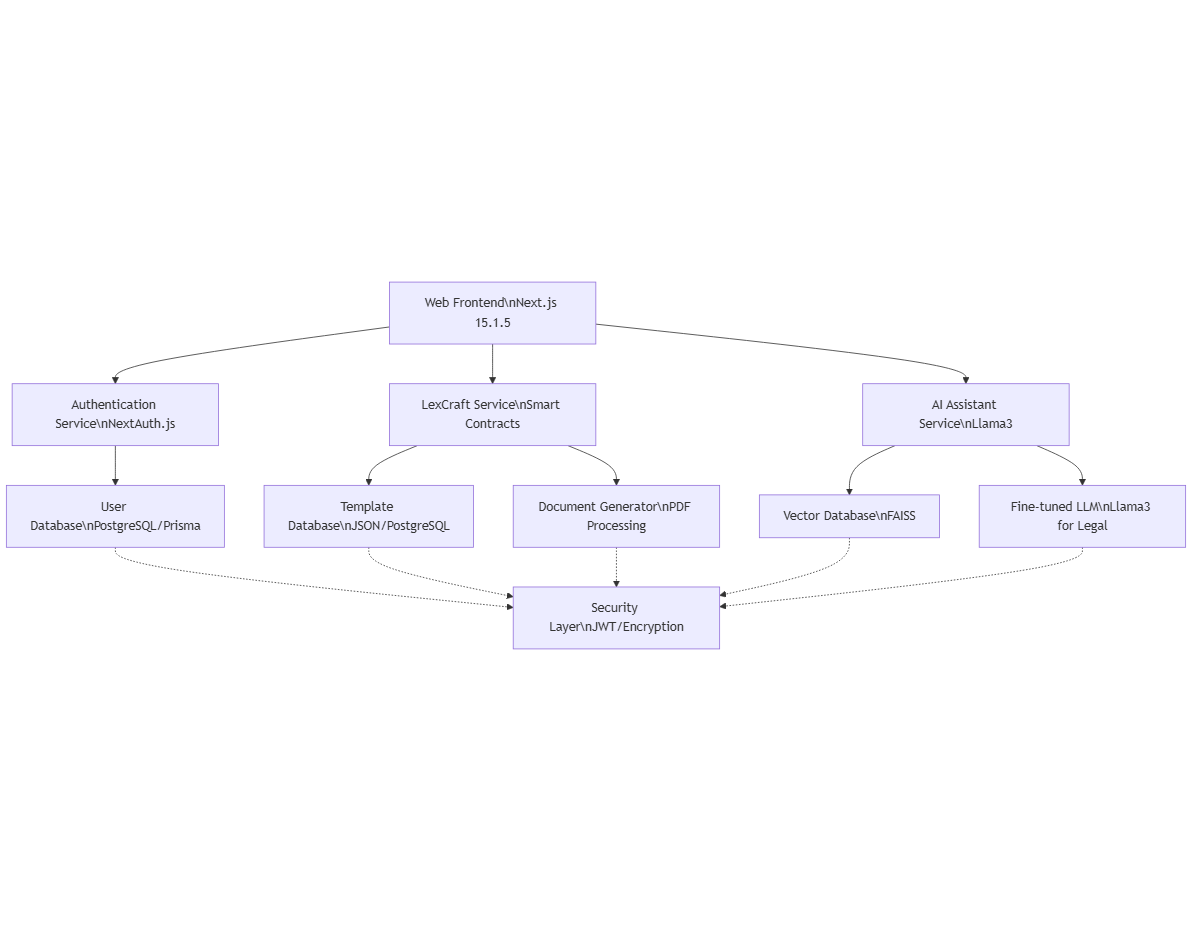 Web Frontend\nNext.js
15.1.5
Authentication
Service\nNextAuth.js
LexCraft Service\nSmart
Contracts
AI Assistant
Service\nLlama3
User
Database\nPostgreSQL/Prisma
Template
Database\nJSON/PostgreSQL
Document Generator\nPDF
Processing
Vector Database\nFAISS
Fine-tuned LLM\nLlama3
for Legal
Security
Layer\nJWT/Encryption